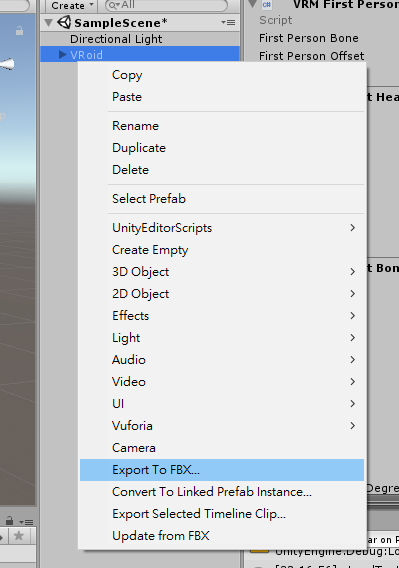 Create
All
VRM First Person
SampleScene*
Script
Directional Light
First Person Bone
VRoid
First Person Offset
Copy
Paste
Rename
Duplicate
Delete
Select Prefab
UnityEditorScripts
Create Empty
3D Object
2D Object
Effects
Light
Audio
Video
UI
Vuforia
Camera
Export To FBX...
Convert To Linked Prefab Instance...
Export Selected Timeline Clip...
Update from FBX
t Hea
t Bon
Degre
ar on P
UnityEngine.Debug:Lo